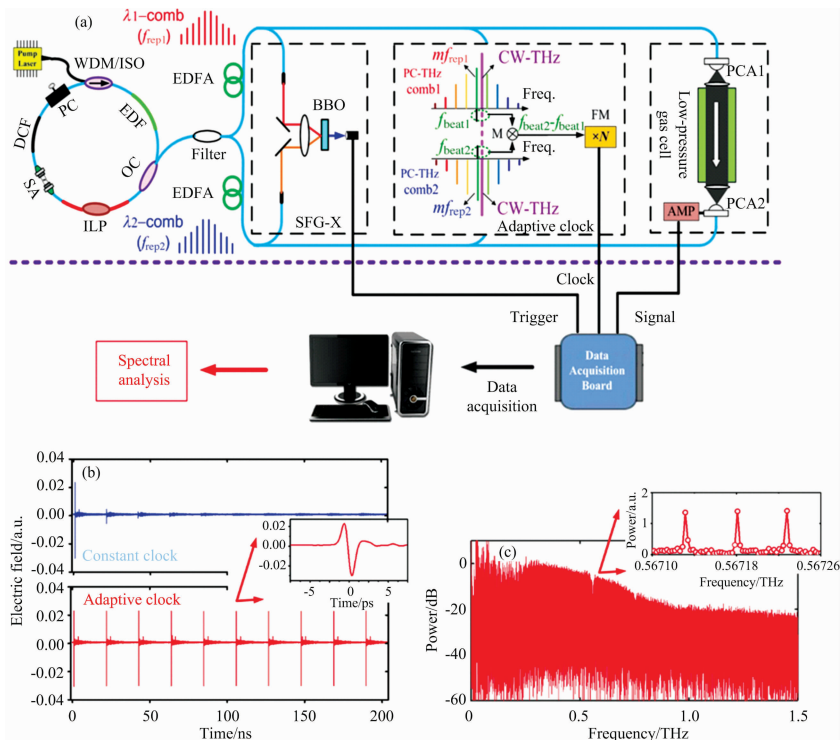 (a)
λ1-comb
(frep1)
Pump
Laser
WDM/ISO
PC
EDF
DCF
SA
ILP
OC
Filter
EDFA
EDFA
λ2-comb
(frep2)
BBO
SFG-X
mfrep1
CW-THz
PC-THz
comb1
Freq.
fbeat1
M
fbeat2-fbeat1
FM
×N
fbeat2
Freq.
PC-THz
comb2
mfrep2
CW-THz
Adaptive clock
PCA1
Low-pressure
gas cell
PCA2
AMP
Clock
Trigger
Signal
Data
Acquisition
Board
Data
acquisition
Spectral
analysis
(b)
Electric field/a.u.
0.04
0.02
0.00
-0.02
-0.04
Constant clock
0.02
0.00
-0.02
-5 0 5
Time/ps
0.04
0.02
0.00
-0.02
-0.04
Adaptive clock
0 50 100 150 200
Time/ns
(c)
Power/dB
0
-20
-40
-60
0 0.5 1.0 1.5
Frequency/THz
Power/a.u.
2
1
0
0.56710 0.56718 0.56726
Frequency/THz